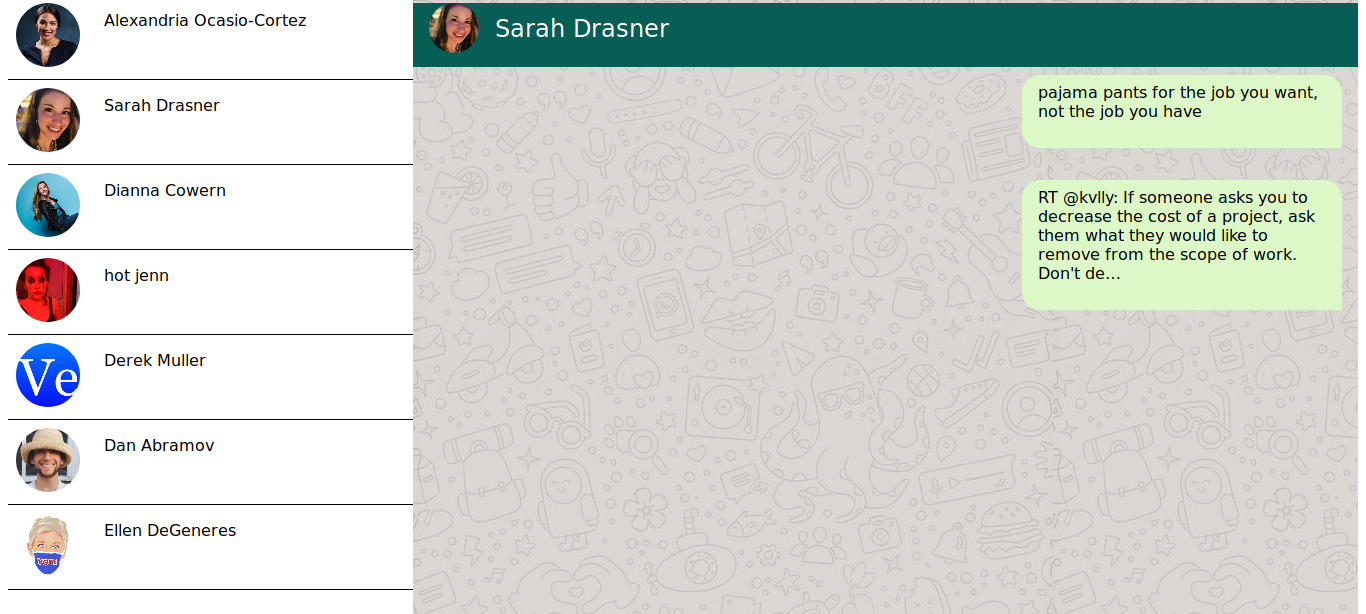 Alexandria Ocasio-Cortez
Sarah Drasner
Dianna Cowern
hot jenn
Derek Muller
Ve
Dan Abramov
Ellen DeGeneres
VOTE
Sarah Drasner
pajama pants for the job you want,
not the job you have
RT @kvlly: If someone asks you to
decrease the cost of a project, ask
them what they would like to
remove from the scope of work.
Don't de…